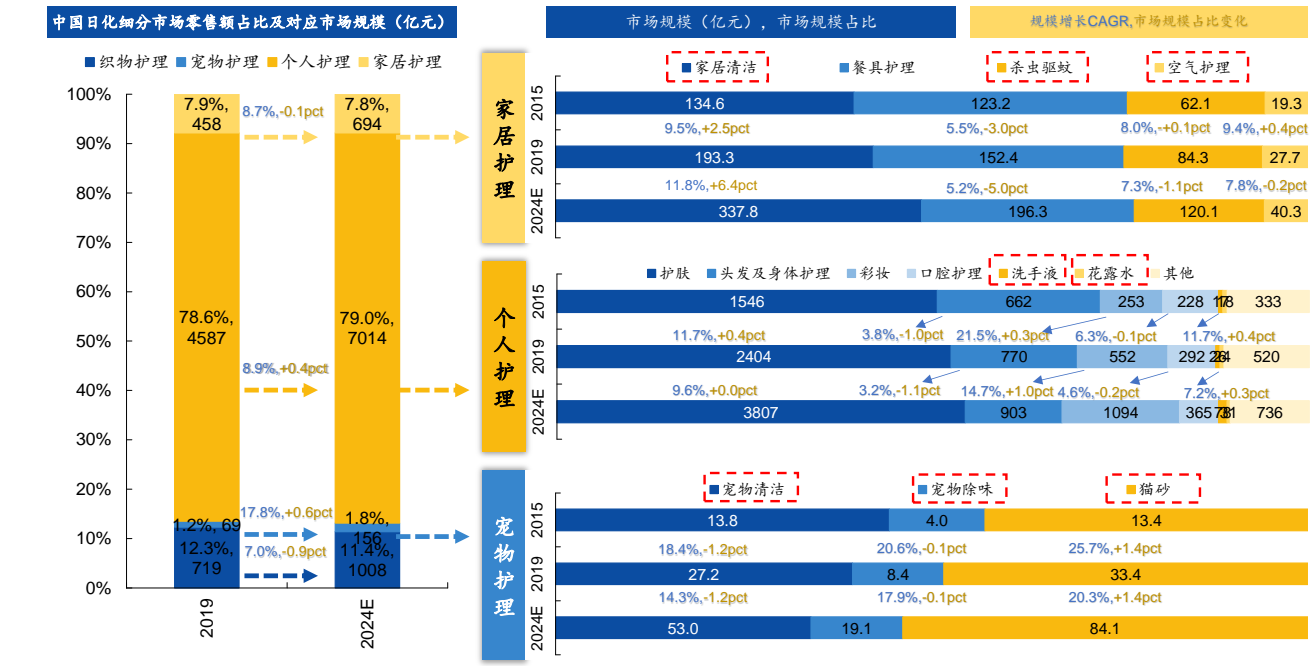 中国日化细分市场零售额占比及对应市场规模（亿元）
市场规模（亿元），市场规模占比
规模增长CAGR,市场规模占比变化
织物护理 宠物护理 个人护理 家居护理
100%
90%
80%
70%
60%
50%
40%
30%
20%
10%
0%
7.9%,
458
8.7%,-0.1pct
7.8%,
694
78.6%,
4587
8.9%,+0.4pct
79.0%,
7014
1.2%, 69
17.8%,+0.6pct
1.8%,
156
12.3%,
719
7.0%,-0.9pct
11.4%,
1008
2019
2024E
家居护理
家居清洁 餐具护理 杀虫驱蚊 空气护理
2015
134.6 123.2 62.1 19.3
9.5%,+2.5pct 5.5%,-3.0pct 8.0%,-+0.1pct 9.4%,+0.4pct
2019
193.3 152.4 84.3 27.7
11.8%,+6.4pct 5.2%,-5.0pct 7.3%,-1.1pct 7.8%,-0.2pct
2024E
337.8 196.3 120.1 40.3
个人护理
护肤 头发及身体护理 彩妆 口腔护理 洗手液 花露水 其他
2015
1546 662 253 228 333
11.7%,+0.4pct 3.8%,-1.0pct 21.5%,+0.3pct 6.3%,-0.1pct 11.7%,+0.4pct
2019
2404 770 552 292 520
9.6%,+0.0pct 3.2%,-1.1pct 14.7%,+1.0pct 4.6%,-0.2pct 7.2%,+0.3pct
2024E
3807 903 1094 365 736
宠物护理
宠物清洁 宠物除味 猫砂
2015
13.8 4.0 13.4
18.4%,-1.2pct 20.6%,-0.1pct 25.7%,+1.4pct
2019
27.2 8.4 33.4
14.3%,-1.2pct 17.9%,-0.1pct 20.3%,+1.4pct
2024E
53.0 19.1 84.1